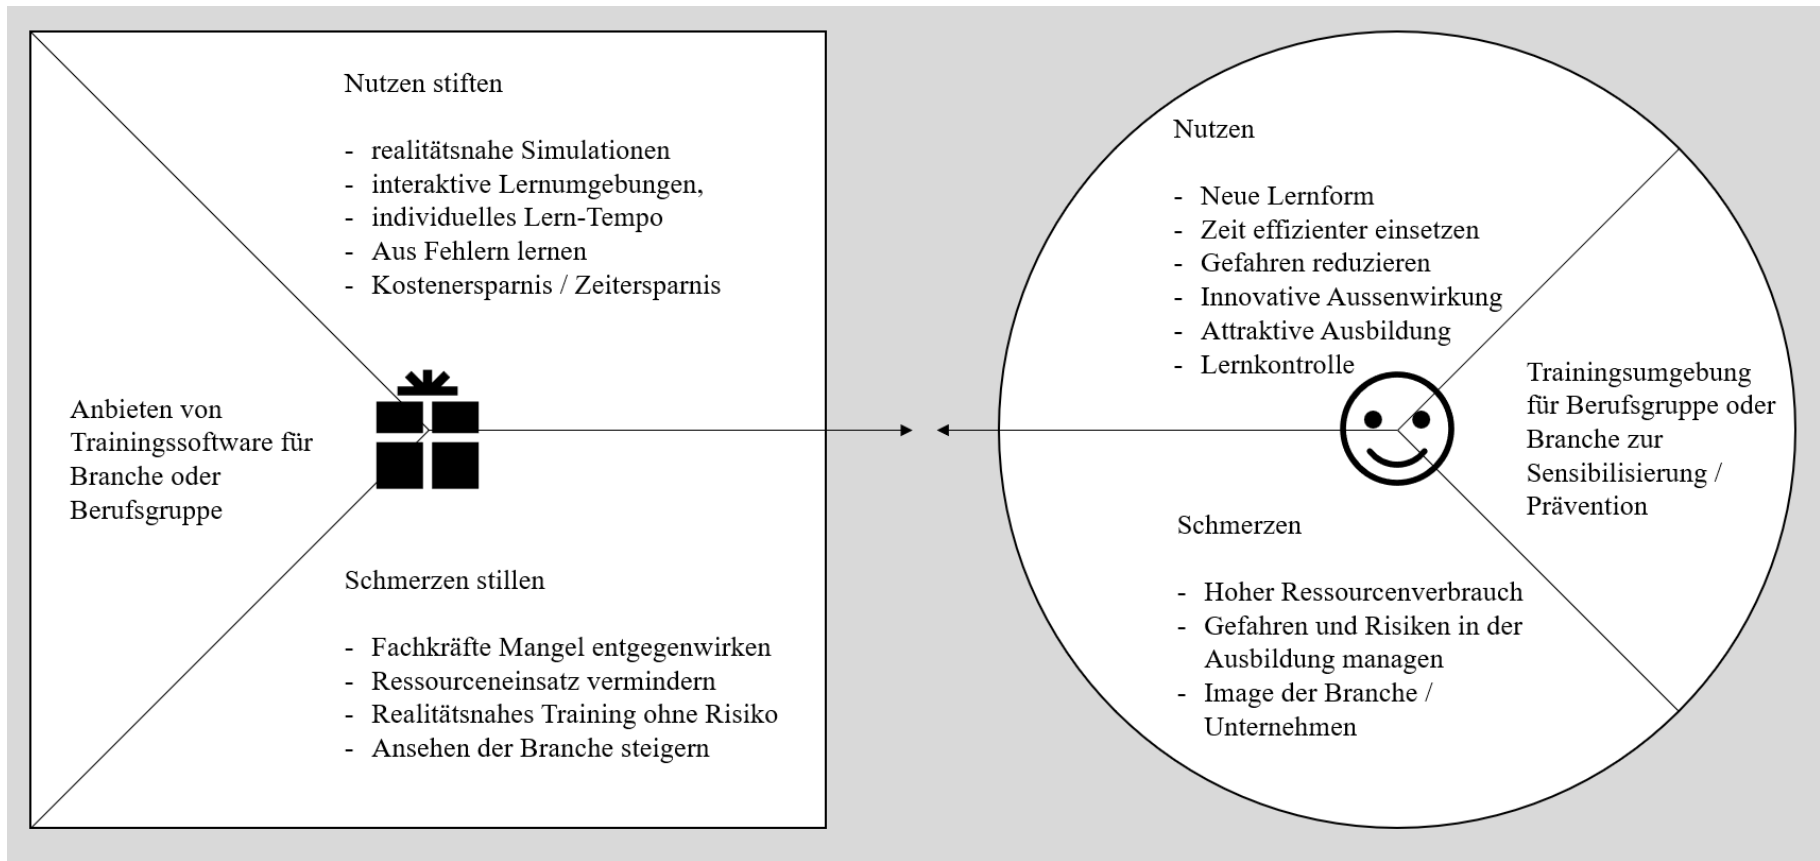 Nutzen stiften
- realitätsnahe Simulationen
- interaktive Lernumgebungen,
- individuelles Lern-Tempo
- Aus Fehlern lernen
- Kostenersparnis / Zeitersparnis
Anbieten von
Trainingssoftware für
Branche oder
Berufsgruppe
Schmerzen stillen
- Fachkräfte Mangel entgegenwirken
- Ressourceneinsatz vermindern
- Realitätsnahes Training ohne Risiko
- Ansehen der Branche steigern
Nutzen
- Neue Lernform
- Zeit effizienter einsetzen
- Gefahren reduzieren
- Innovative Aussenwirkung
- Attraktive Ausbildung
- Lernkontrolle
Trainingsumgebung
für Berufsgruppe oder
Branche zur
Sensibilisierung /
Prävention
Schmerzen
- Hoher Ressourcenverbrauch
- Gefahren und Risiken in der
Ausbildung managen
- Image der Branche /
Unternehmen